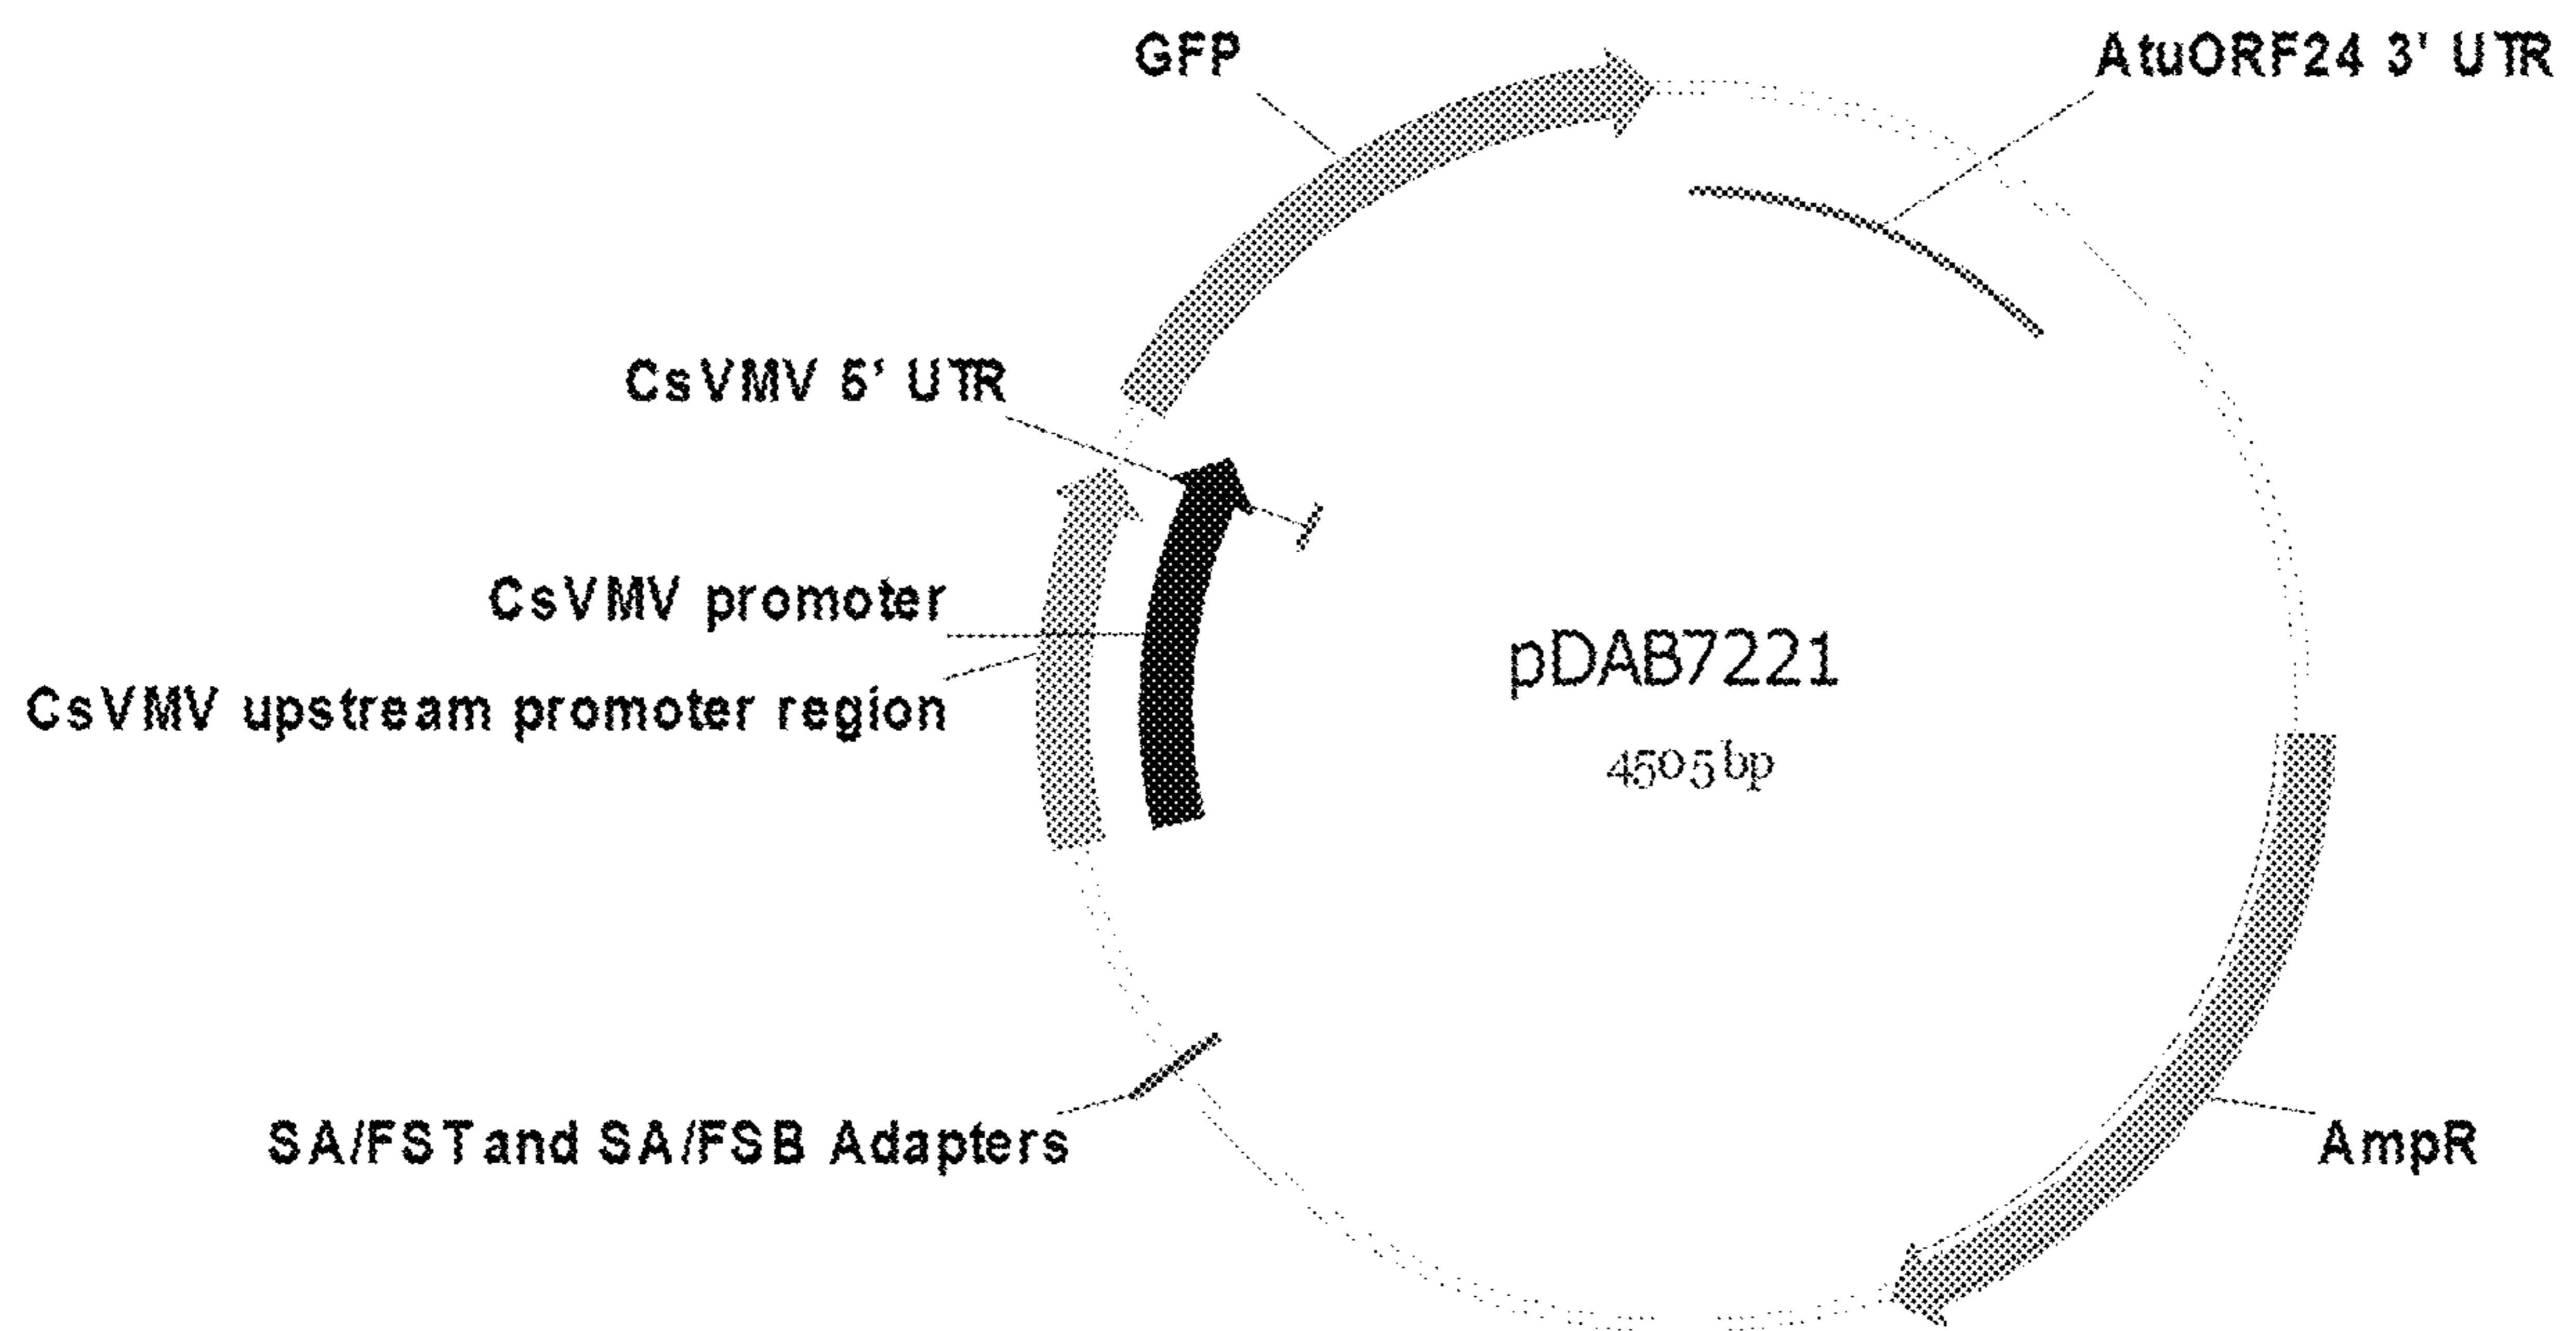 GFP
AtuORF24 3' UTR
CsVMV 5' UTR
CsVMV promoter
CsVMV upstream promoter region
pDAB7221
4505 bp
SA/FST and SA/FSB Adapters
AmpR